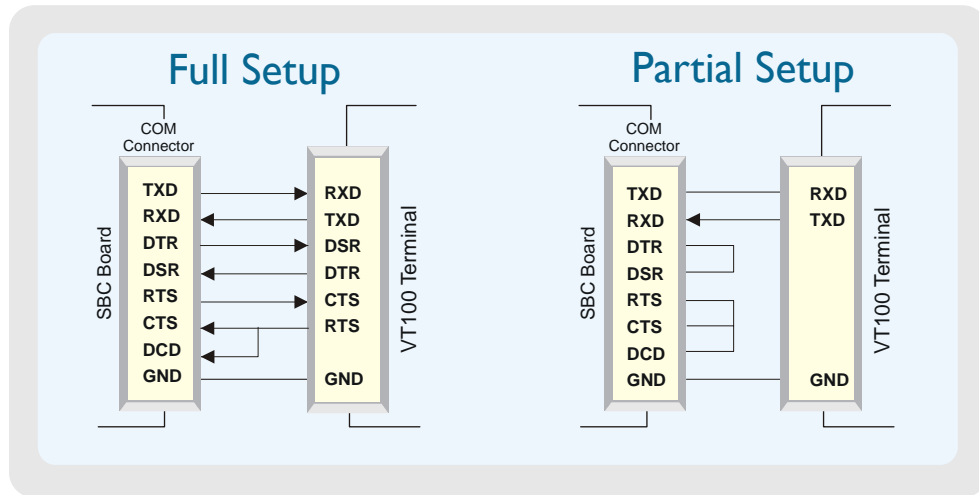 Full Setup
COM
Connector
SBC Board
TXD
RXD
DTR
DSR
RTS
CTS
DCD
GND
RXD
TXD
DSR
DTR
CTS
RTS
GND
VT100 Terminal
Partial Setup
COM
Connector
SBC Board
TXD
RXD
DTR
DSR
RTS
CTS
DCD
GND
RXD
TXD
GND
VT100 Terminal